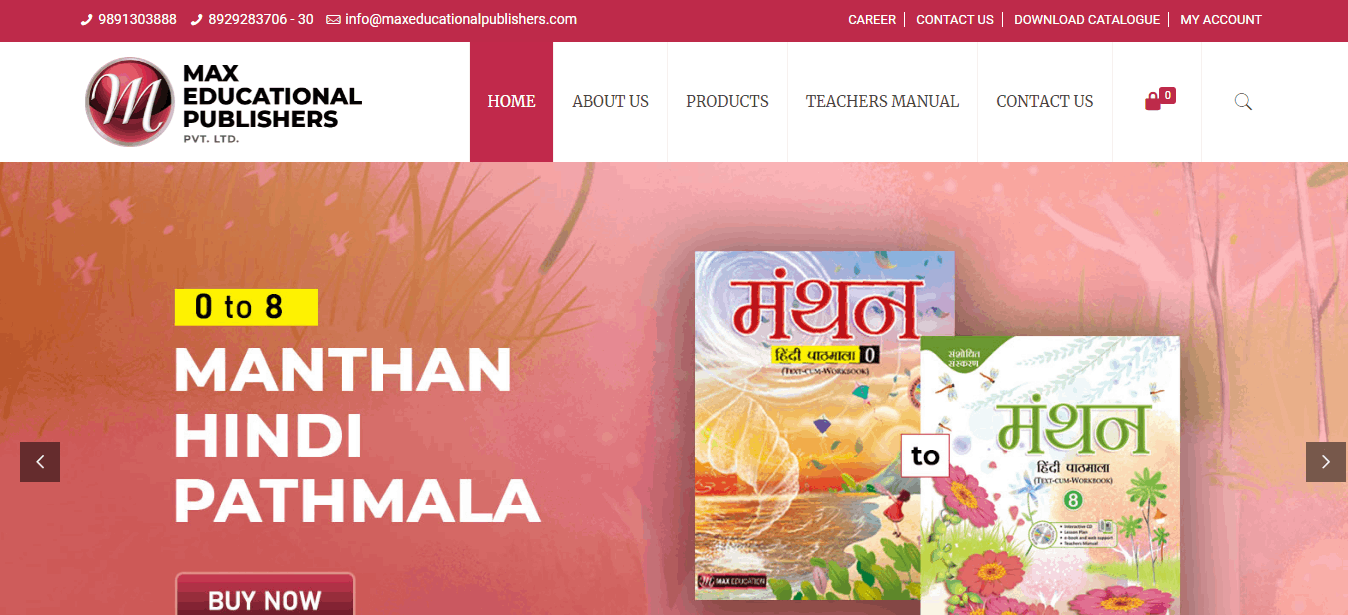 9891303888 8929283706 - 30 info@maxeducationalpublishers.com
CAREER CONTACT US DOWNLOAD CATALOGUE MY ACCOUNT
MAX
EDUCATIONAL
PUBLISHERS
PVT. LTD.
HOME ABOUT US PRODUCTS TEACHERS MANUAL CONTACT US 0
0 to 8
MANTHAN
HINDI
PATHMALA
BUY NOW
मंथन
हिंदी पाठमाला 0
(TEXT-CUM-WORKBOOK)
MAX EDUCATION
to
संशोधित
संस्करण
मंथन
हिंदी पाठमाला
(TEXT-CUM-WORKBOOK)
8
Interactive CD
Lesson Plan
e-book and web support
Teachers Manual